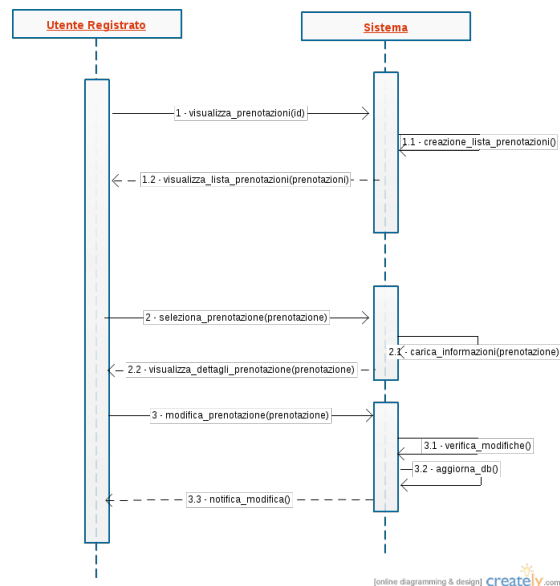 Utente Registrato
Sistema
1 - visualizza_prenotazioni(id)
1.1 - creazione_lista_prenotazioni()
1.2 - visualizza_lista_prenotazioni(prenotazioni)
2 - seleziona_prenotazione(prenotazione)
2.1 - carica_informazioni(prenotazione)
2.2 - visualizza_dettagli_prenotazione(prenotazione)
3 - modifica_prenotazione(prenotazione)
3.1 - verifica_modifiche()
3.2 - aggiorna_db()
3.3 - notifica_modifica()
[online diagramming & design] creately.com